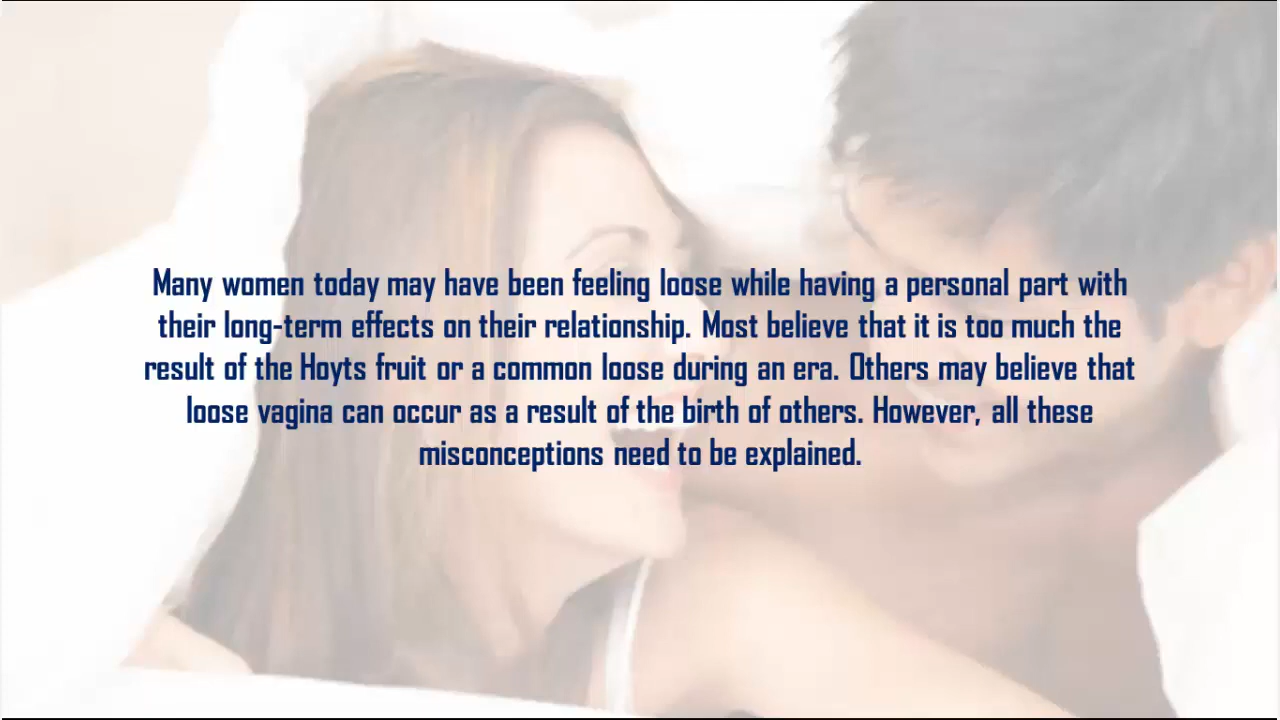 Many women today may have been feeling loose while having a personal part with
their long-term effects on their relationship. Most believe that it is too much the
result of the Hoyts fruit or a common loose during an era. Others may believe that
loose vagina can occur as a result of the birth of others. However, all these
misconceptions need to be explained.